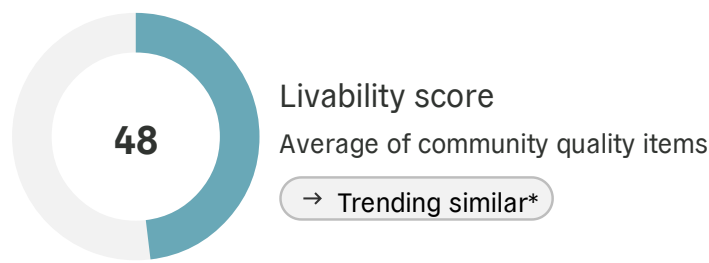 48
Livability score
Average of community quality items
→ Trending similar*